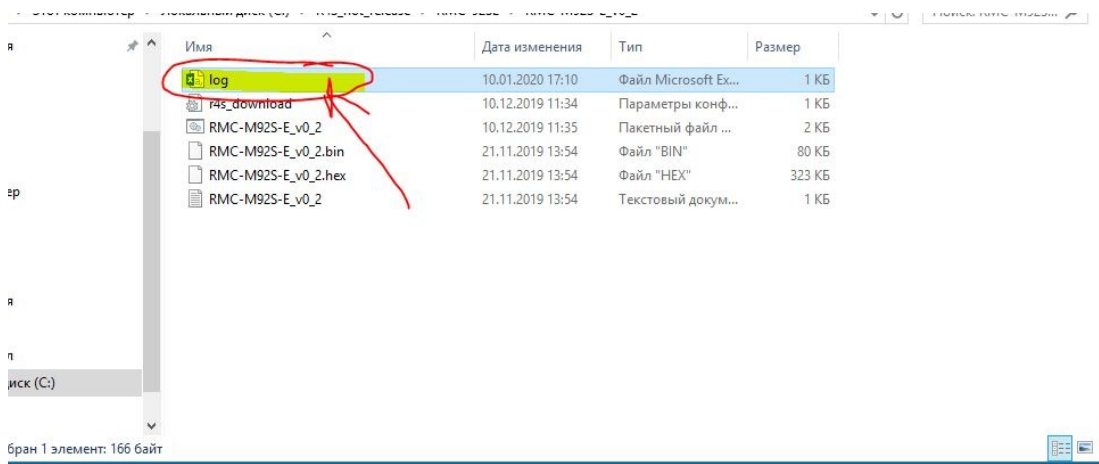 Имя Дата изменения Тип Размер
log 10.01.2020 17:10 Файл Microsoft Ex... 1 КБ
r4s_download 10.12.2019 11:34 Параметры конф... 1 КБ
RMC-M92S-E_v0_2 10.12.2019 11:35 Пакетный файл ... 2 КБ
RMC-M92S-E_v0_2.bin 21.11.2019 13:54 Файл "BIN" 80 КБ
RMC-M92S-E_v0_2.hex 21.11.2019 13:54 Файл "HEX" 323 КБ
RMC-M92S-E_v0_2 21.11.2019 13:54 Текстовый докум... 1 КБ
я
ер
я
л
диск (C:)
бран 1 элемент: 166 байт